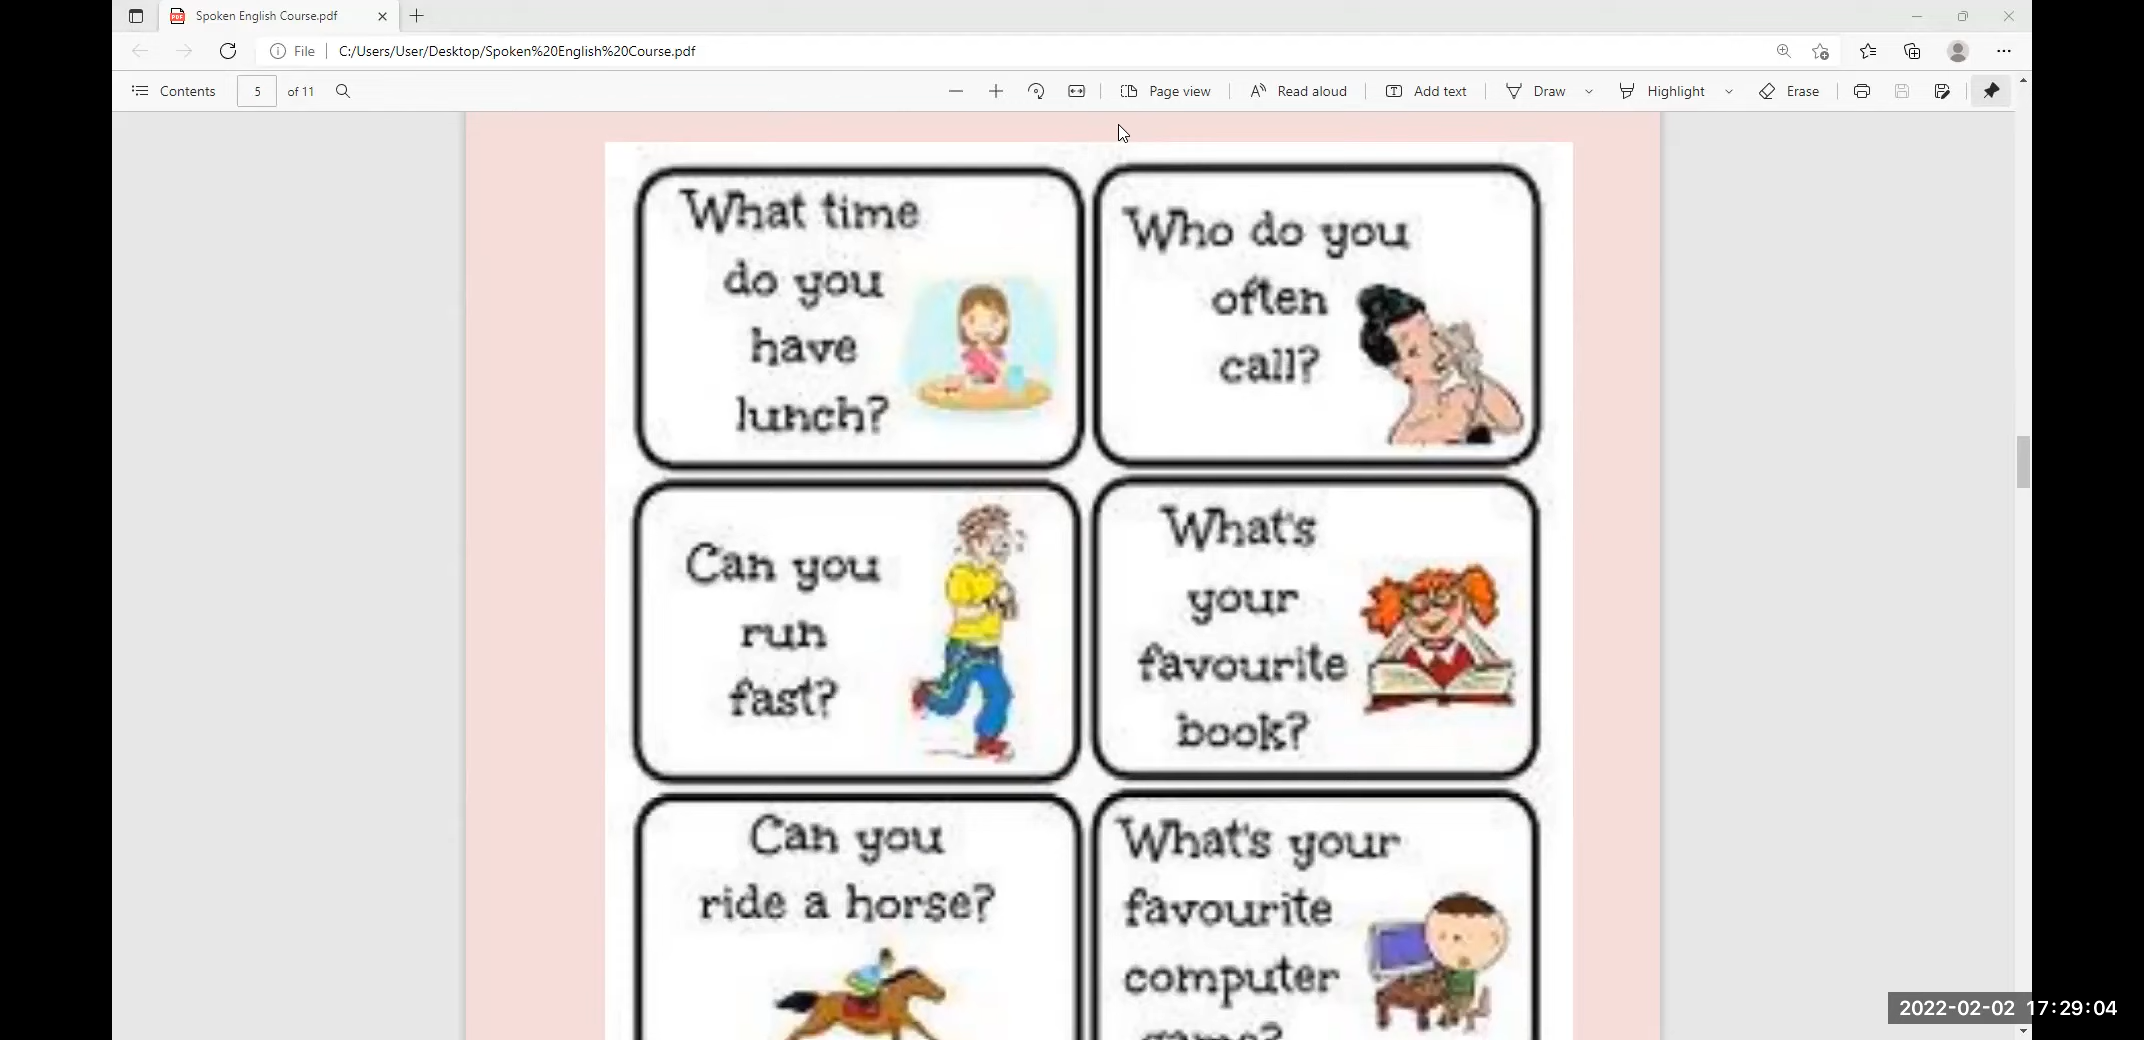 Spoken English Course.pdf
File
C:/Users/User/Desktop/Spoken%20English%20Course.pdf
Contents
5
of 11
Page view
Read aloud
Add text
Draw
Highlight
Erase
What time
do you
have
lunch?
Who do you
often
call?
Can you
run
fast?
What's
your
favourite
book?
Can you
ride a horse?
What's your
favourite
computer
game?
2022-02-02 17:29:04